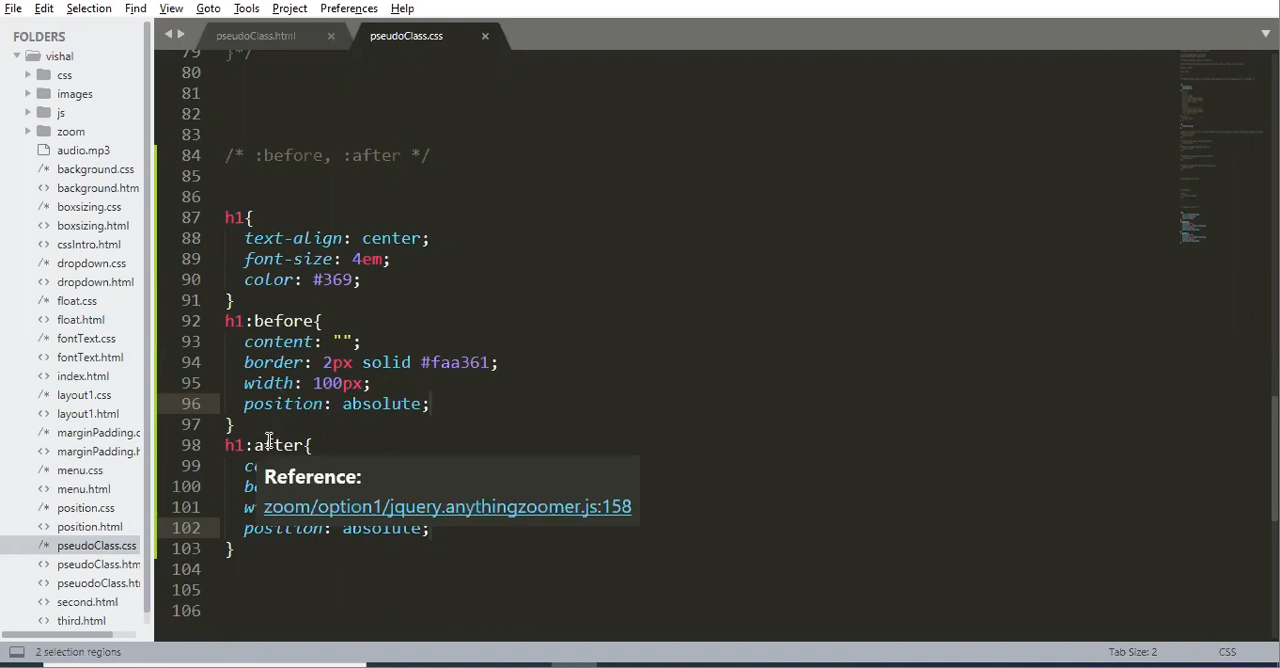 File Edit Selection Find View Goto Tools Project Preferences Help
FOLDERS
vishal
css
images
js
zoom
audio.mp3
/* background.css
<> background.htm
/* boxsizing.css
<> boxsizing.html
<> cssIntro.html
/* dropdown.css
<> dropdown.html
/* float.css
<> float.html
/* fontText.css
<> fontText.html
<> index.html
/* layout1.css
<> layout1.html
/* marginPadding.c
<> marginPadding.h
/* menu.css
<> menu.html
/* position.css
<> position.html
/* pseudoClass.css
<> pseudoClass.htm
<> pseuodoClass.htm
<> second.html
<> third.html
pseudoClass.html ×
pseudoClass.css ×
79 }*/
80
81
82
83
84 /* :before, :after */
85
86
87 h1{
88 text-align: center;
89 font-size: 4em;
90 color: #369;
91 }
92 h1:before{
93 content: "";
94 border: 2px solid #faa361;
95 width: 100px;
96 position: absolute;
97 }
98 h1:after{
99 co
100 bo
101 w
102 position: absolute;
103 }
104
105
106
Reference:
zoom/option1/jquery.anythingzoomer.js:158
2 selection regions
Tab Size: 2
CSS